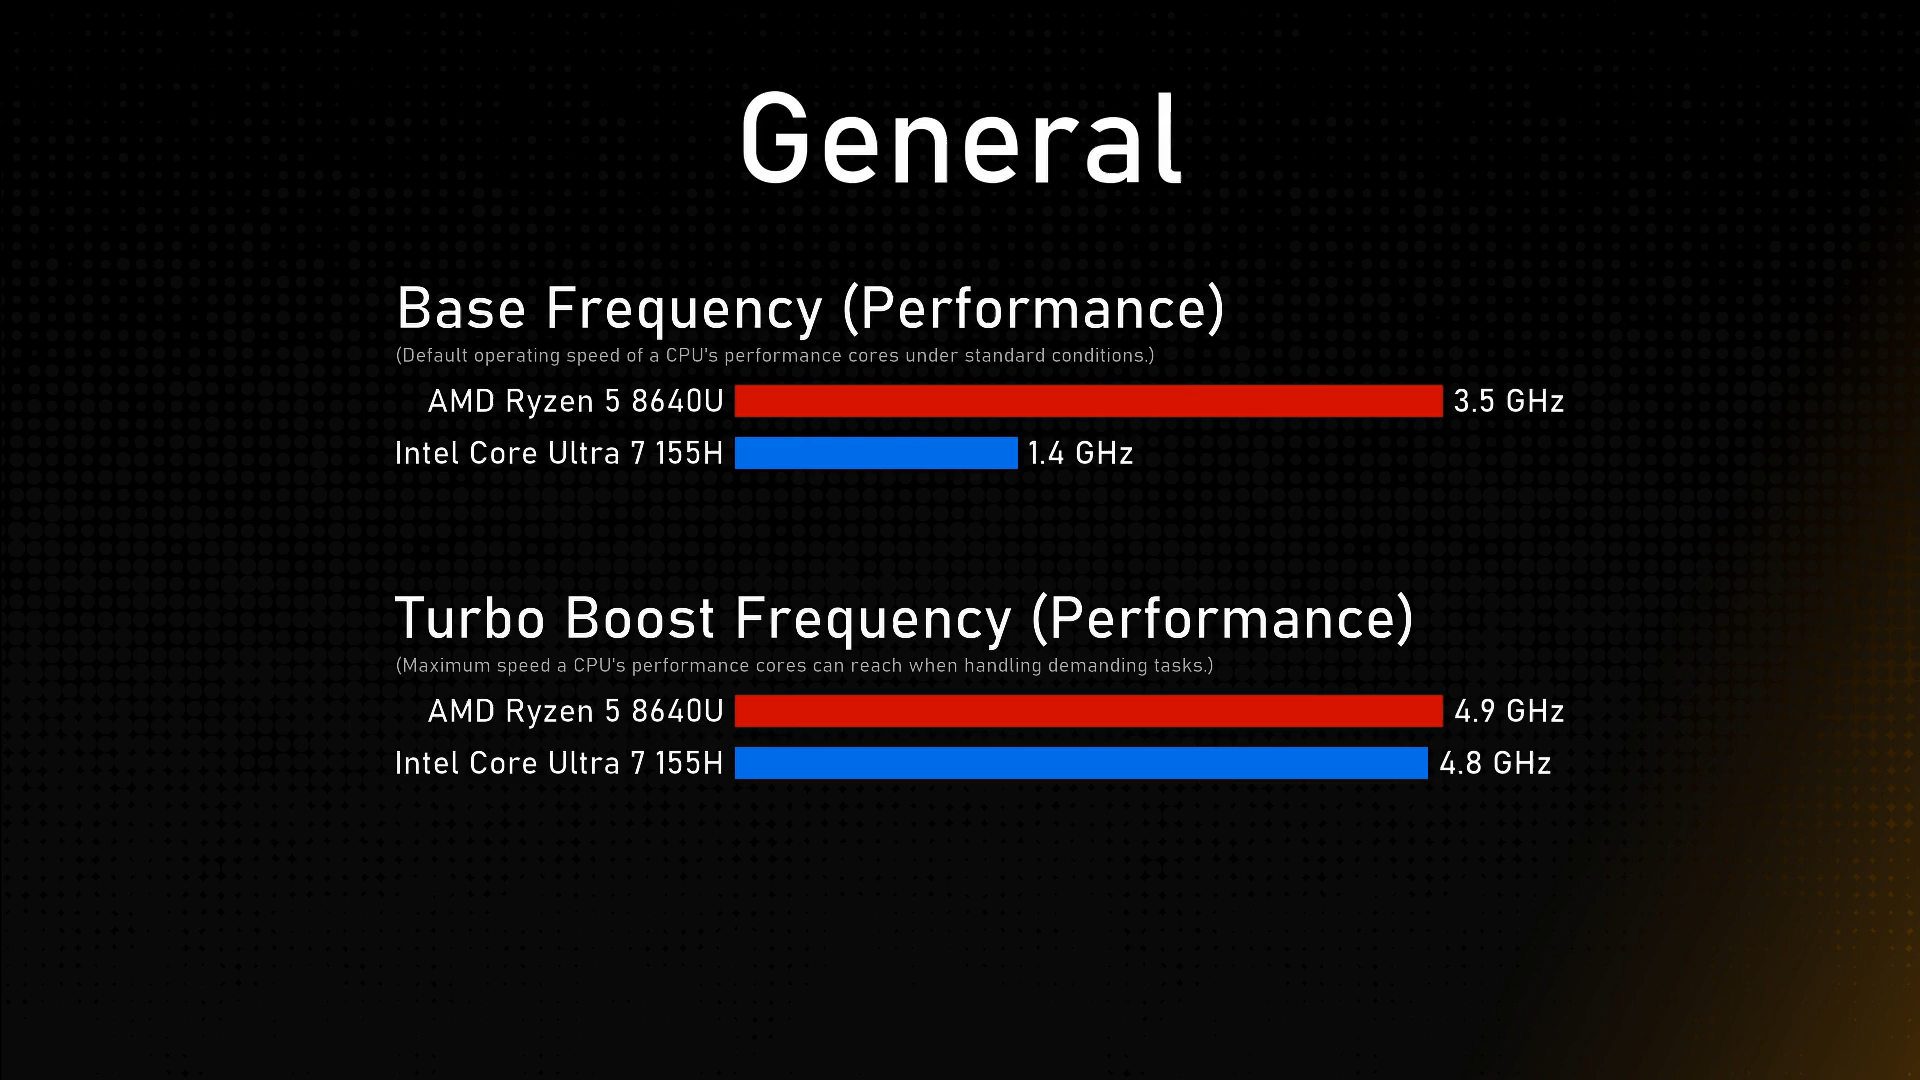 General
Base Frequency (Performance)
(Default operating speed of a CPU's performance cores under standard conditions.)
AMD Ryzen 5 8640U 3.5 GHz
Intel Core Ultra 7 155H 1.4 GHz
Turbo Boost Frequency (Performance)
(Maximum speed a CPU's performance cores can reach when handling demanding tasks.)
AMD Ryzen 5 8640U 4.9 GHz
Intel Core Ultra 7 155H 4.8 GHz